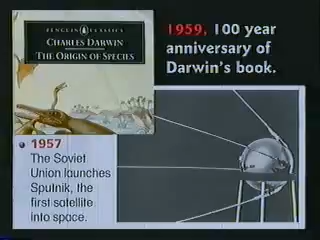 PENGUIN CLASSICS
CHARLES DARWIN
THE ORIGIN OF SPECIES
1959, 100 year
anniversary of
Darwin's book.
1957
The Soviet
Union launches
Sputnik, the
first satellite
into space.